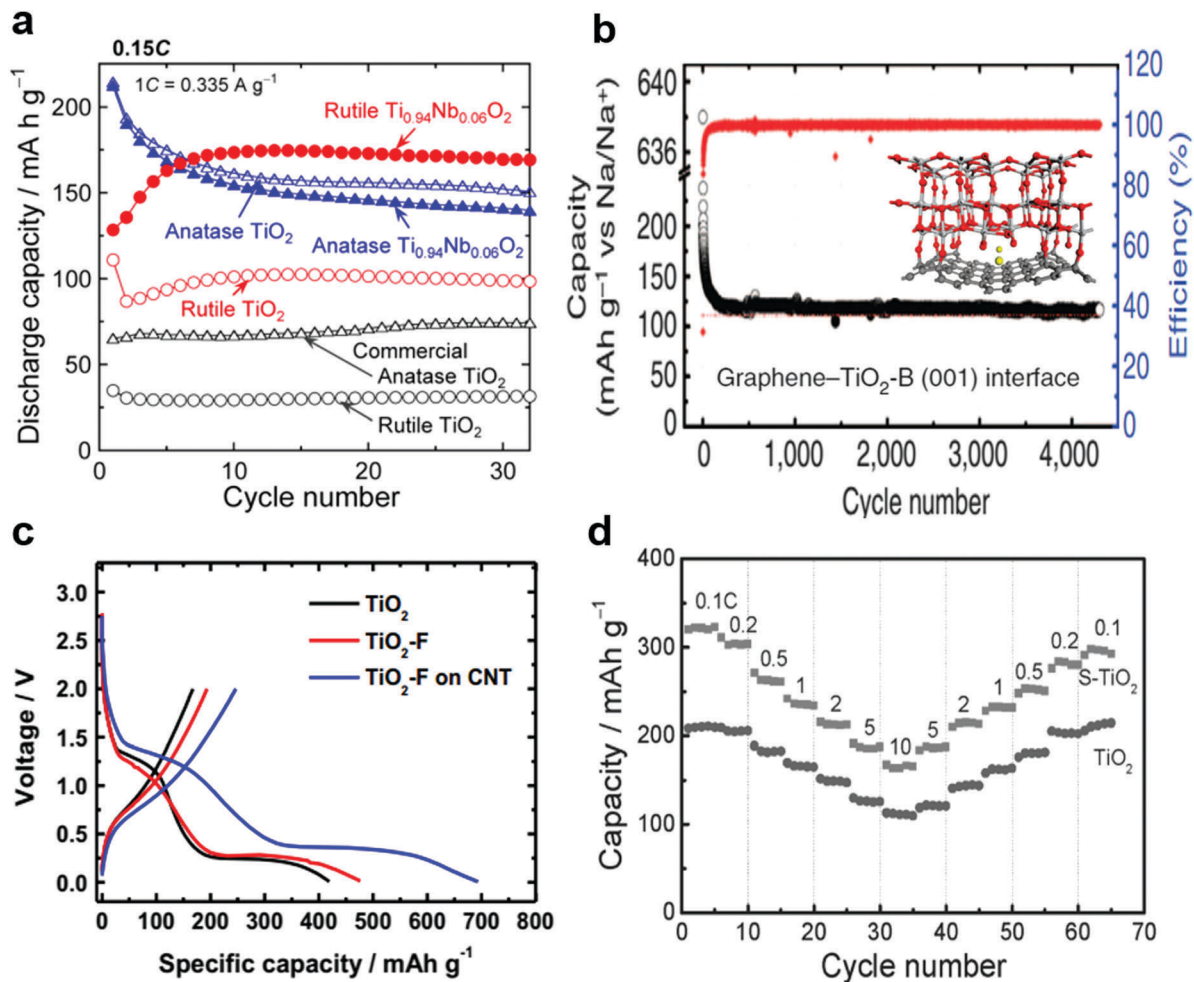 a
0.15C
1C = 0.335 A g⁻¹
Rutile Ti₀.₉₄Nb₀.₀₆O₂
Anatase TiO₂
Anatase Ti₀.₉₄Nb₀.₀₆O₂
Rutile TiO₂
Commercial
Anatase TiO₂
Rutile TiO₂
Discharge capacity / mA h g⁻¹
200
150
100
50
0
0 10 20 30
Cycle number
b
640
636
200
150
100
50
0
Capacity
(mAh g⁻¹ vs Na/Na⁺)
120
100
80
60
40
20
0
Efficiency (%)
Graphene–TiO₂-B (001) interface
0 1,000 2,000 3,000 4,000
Cycle number
c
3.0
2.5
2.0
1.5
1.0
0.5
0.0
Voltage / V
TiO₂
TiO₂-F
TiO₂-F on CNT
0 100 200 300 400 500 600 700 800
Specific capacity / mAh g⁻¹
d
400
300
200
100
0
Capacity / mAh g⁻¹
0.1C
0.2
0.5
1
2
5
10
5
2
1
0.5
0.2
0.1
S-TiO₂
TiO₂
0 10 20 30 40 50 60 70
Cycle number